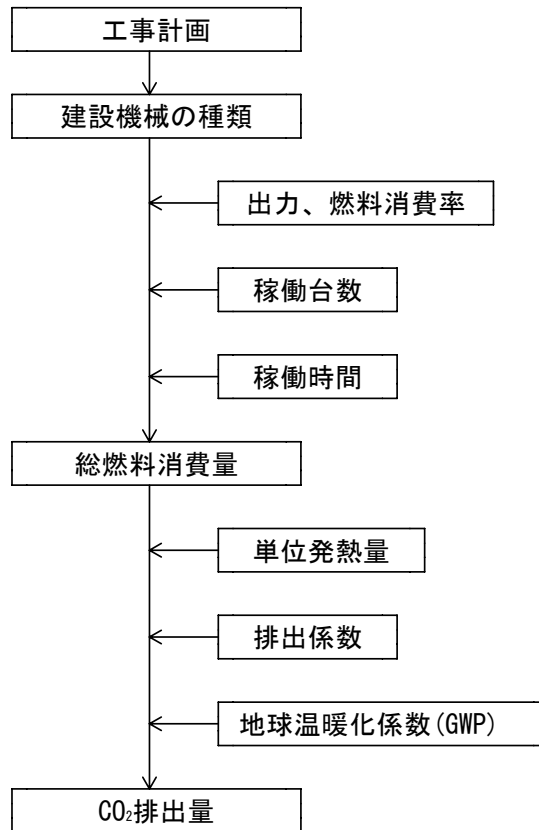 工事計画
建設機械の種類
出力、燃料消費率
稼働台数
稼働時間
総燃料消費量
単位発熱量
排出係数
地球温暖化係数(GWP)
CO₂排出量